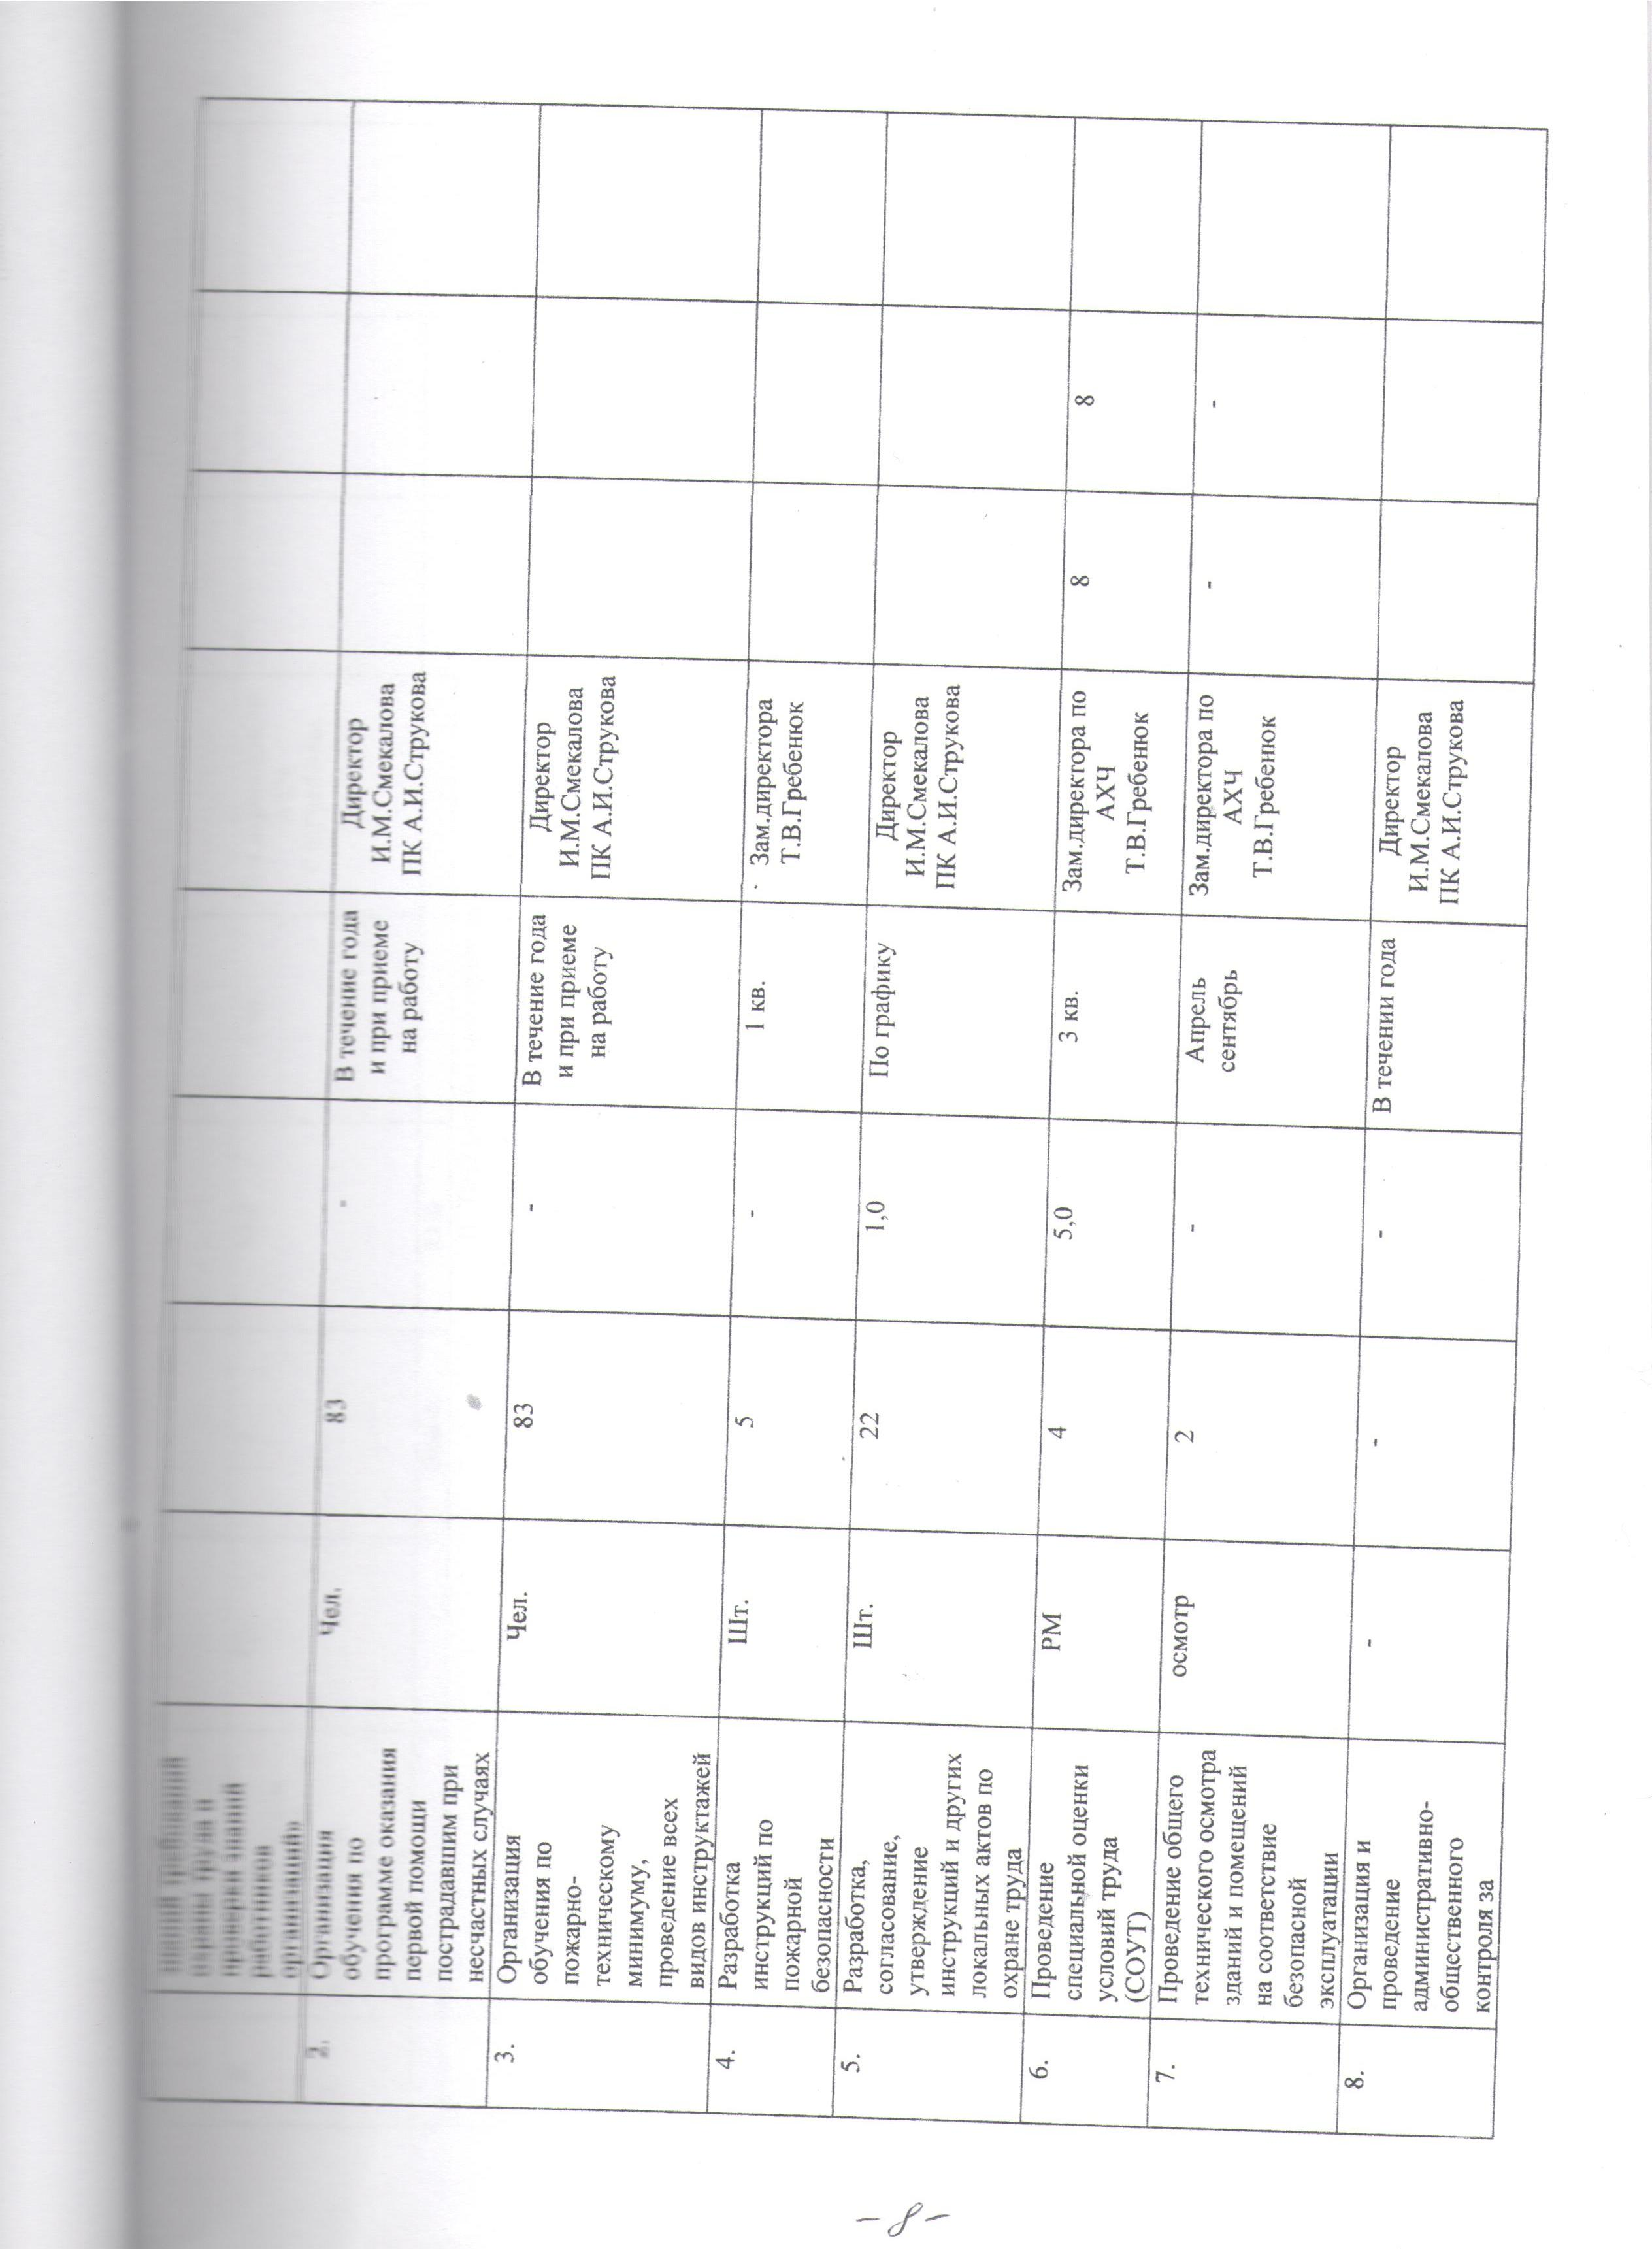 охраны труда и
проверки знаний
работников
организаций»
2.
Организация
обучения по
программе оказания
первой помощи
пострадавшим при
несчастных случаях
Чел.
83
-
В течение года
и при приеме
на работу
Директор
И.М.Смекалова
ПК А.И.Струкова
3.
Организация
обучения по
пожарно-
техническому
минимуму,
проведение всех
видов инструктажей
Чел.
83
-
В течение года
и при приеме
на работу
Директор
И.М.Смекалова
ПК А.И.Струкова
4.
Разработка
инструкций по
пожарной
безопасности
Шт.
5
-
1 кв.
Зам.директора
Т.В.Гребенюк
5.
Разработка,
согласование,
утверждение
инструкций и других
локальных актов по
охране труда
Шт.
22
1,0
По графику
Директор
И.М.Смекалова
ПК А.И.Струкова
6.
Проведение
специальной оценки
условий труда
(СОУТ)
РМ
4
5,0
3 кв.
Зам.директора по
АХЧ
Т.В.Гребенюк
8
8
7.
Проведение общего
технического осмотра
зданий и помещений
на соответствие
безопасной
эксплуатации
осмотр
2
-
Апрель
сентябрь
Зам.директора по
АХЧ
Т.В.Гребенюк
-
-
8.
Организация и
проведение
административно-
общественного
контроля за
-
-
-
В течении года
Директор
И.М.Смекалова
ПК А.И.Струкова
-8-